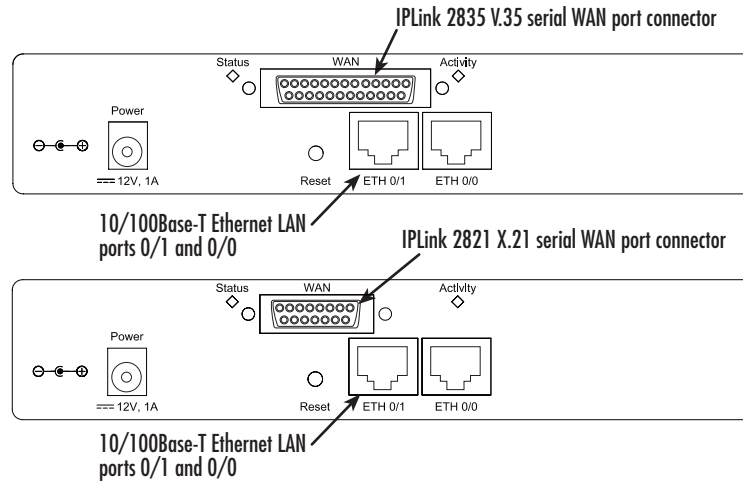 IPLink 2835 V.35 serial WAN port connector
Status WAN Activity
Power
12V, 1A Reset ETH 0/1 ETH 0/0
10/100Base-T Ethernet LAN
ports 0/1 and 0/0
IPLink 2821 X.21 serial WAN port connector
Status WAN Activity
Power
12V, 1A Reset ETH 0/1 ETH 0/0
10/100Base-T Ethernet LAN
ports 0/1 and 0/0